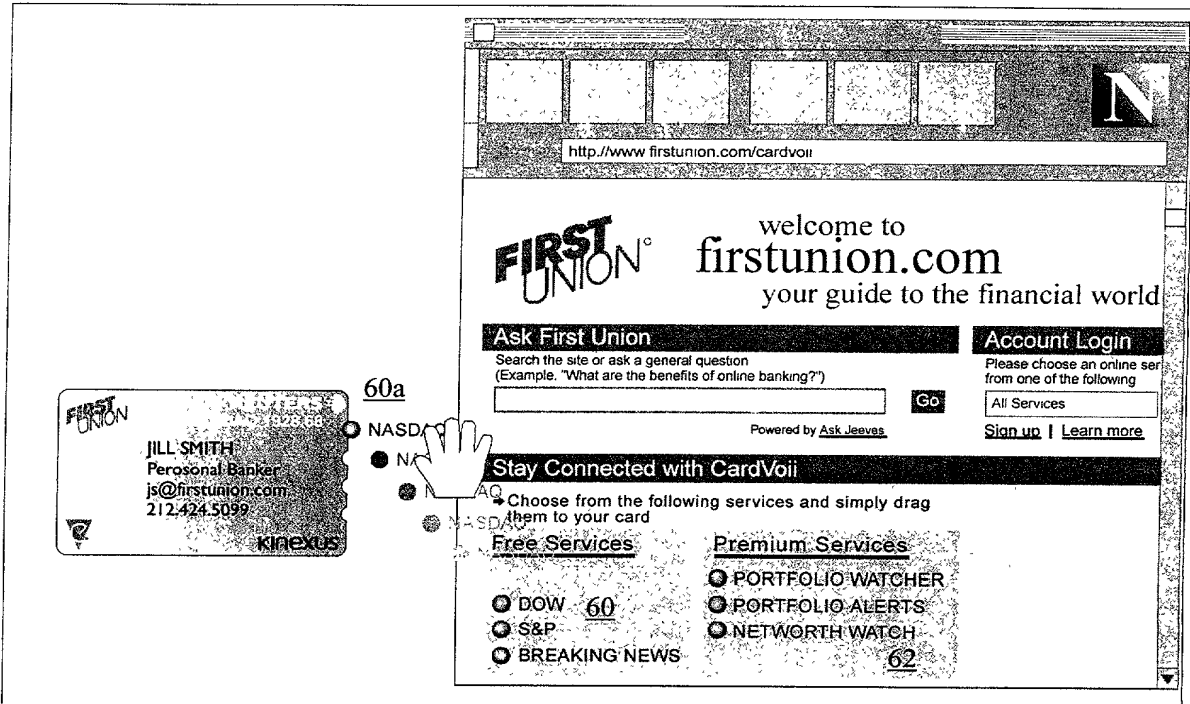 N
http.//www firstunion.com/cardvoii
FIRST
UNION
welcome to
firstunion.com
your guide to the financial world
Ask First Union
Search the site or ask a general question
(Example. "What are the benefits of online banking?")
Go
Powered by Ask Jeeves
Account Login
Please choose an online ser
from one of the following
All Services
Sign up | Learn more
60a
FIRST
UNION
JILL SMITH
Perosonal Banker
js@firstunion.com
212.424.5099
KINEXUS
NASDAQ
NASDAQ
Stay Connected with CardVoii
Choose from the following services and simply drag
them to your card
Free Services
DOW 60
S&P
BREAKING NEWS
Premium Services
PORTFOLIO WATCHER
PORTFOLIO ALERTS
NETWORTH WATCH
62